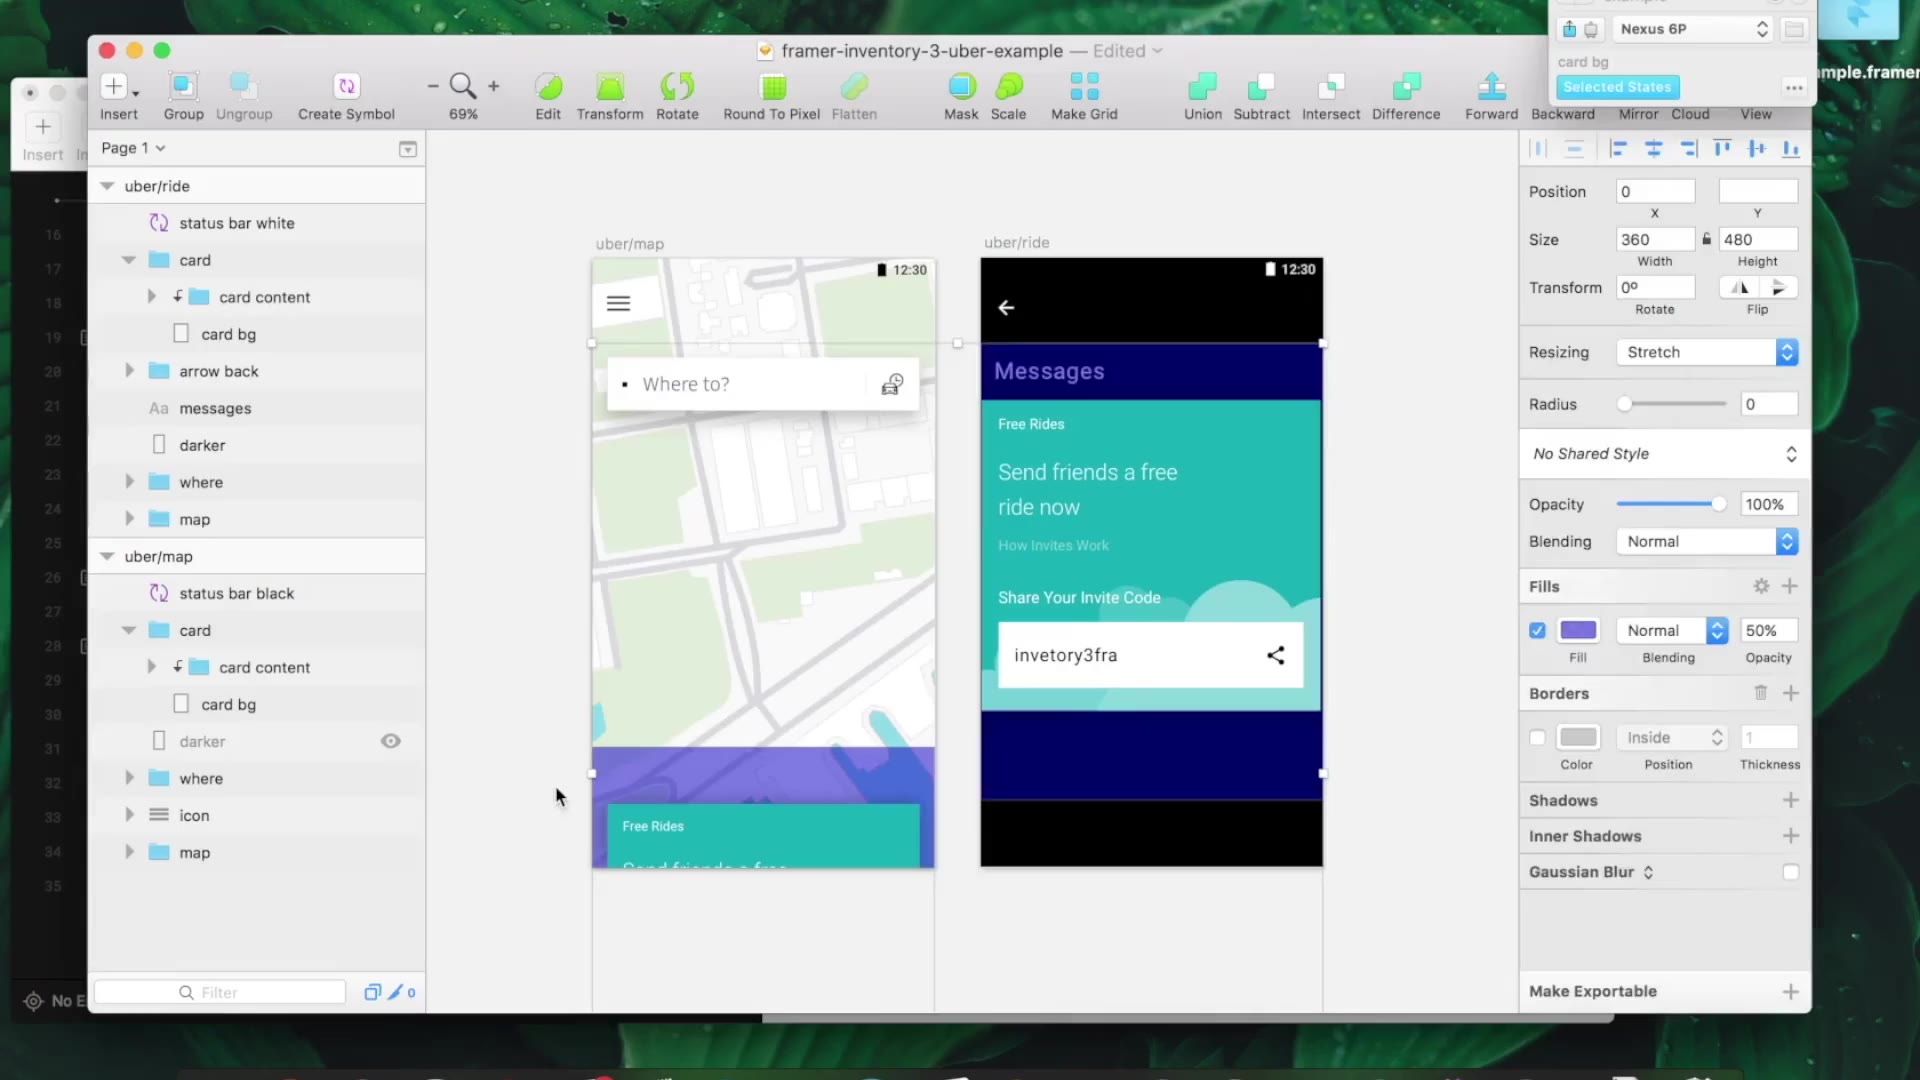 framer-inventory-3-uber-example — Edited
Nexus 6P
card bg
Selected States
mple.framer
Insert
Group
Ungroup
Create Symbol
69%
Edit
Transform
Rotate
Round To Pixel
Flatten
Mask
Scale
Make Grid
Union
Subtract
Intersect
Difference
Forward
Backward
Mirror
Cloud
View
Insert
Page 1
uber/ride
status bar white
card
card content
card bg
arrow back
Aa messages
darker
where
map
uber/map
status bar black
card
card content
card bg
darker
where
icon
map
Filter
0
16
17
18
19
20
21
22
23
24
25
26
27
28
29
30
31
32
33
34
35
No E
uber/map
12:30
Where to?
Free Rides
uber/ride
12:30
Messages
Free Rides
Send friends a free
ride now
How Invites Work
Share Your Invite Code
invetory3fra
Position
0
X
Y
Size
360
480
Width
Height
Transform
0º
Rotate
Flip
Resizing
Stretch
Radius
0
No Shared Style
Opacity
100%
Blending
Normal
Fills
Normal
50%
Fill
Blending
Opacity
Borders
Inside
1
Color
Position
Thickness
Shadows
Inner Shadows
Gaussian Blur
Make Exportable